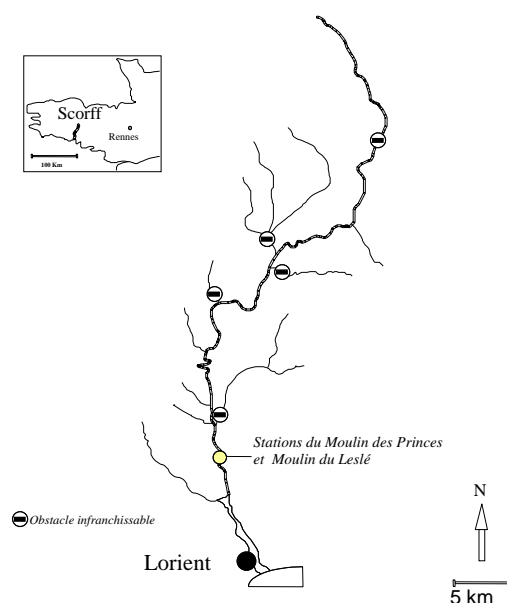 Scorff
Rennes
100 Km
Stations du Moulin des Princes
et Moulin du Leslé
Obstacle infranchissable
N
Lorient
5 km